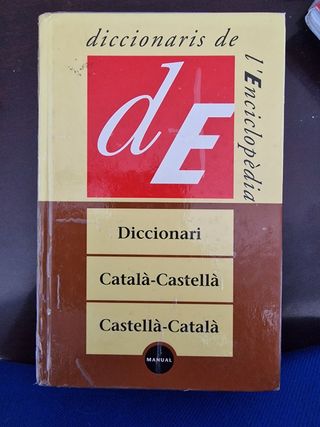 diccionaris de
l'Enciclopèdia
dE
Diccionari
Català-Castellà
Castellà-Català
MANUAL